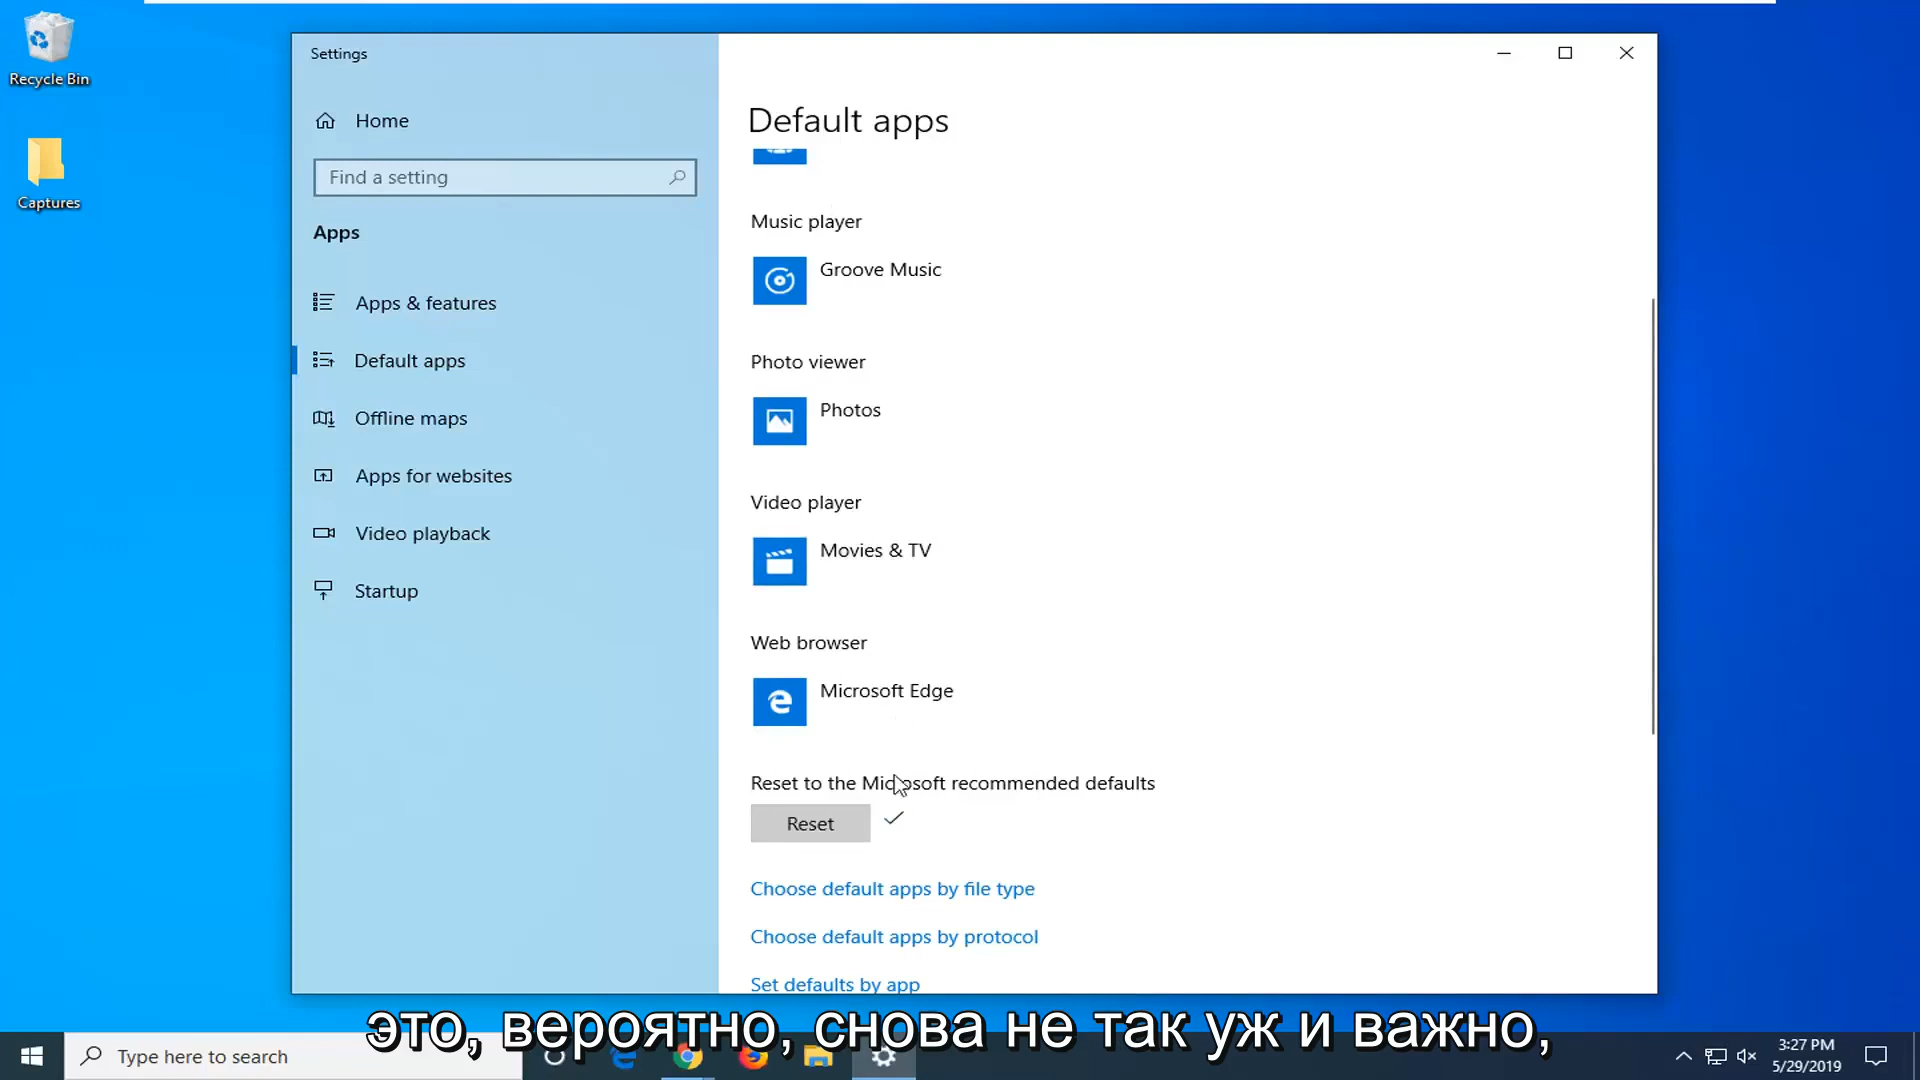 Recycle Bin
Captures
Settings
Home
Find a setting
Apps
Apps & features
Default apps
Offline maps
Apps for websites
Video playback
Startup
Default apps
Music player
Groove Music
Photo viewer
Photos
Video player
Movies & TV
Web browser
Microsoft Edge
Reset to the Microsoft recommended defaults
Reset
Choose default apps by file type
Choose default apps by protocol
Set defaults by app
это, вероятно, снова не так уж и важно,
Type here to search
3:27 PM
5/29/2019